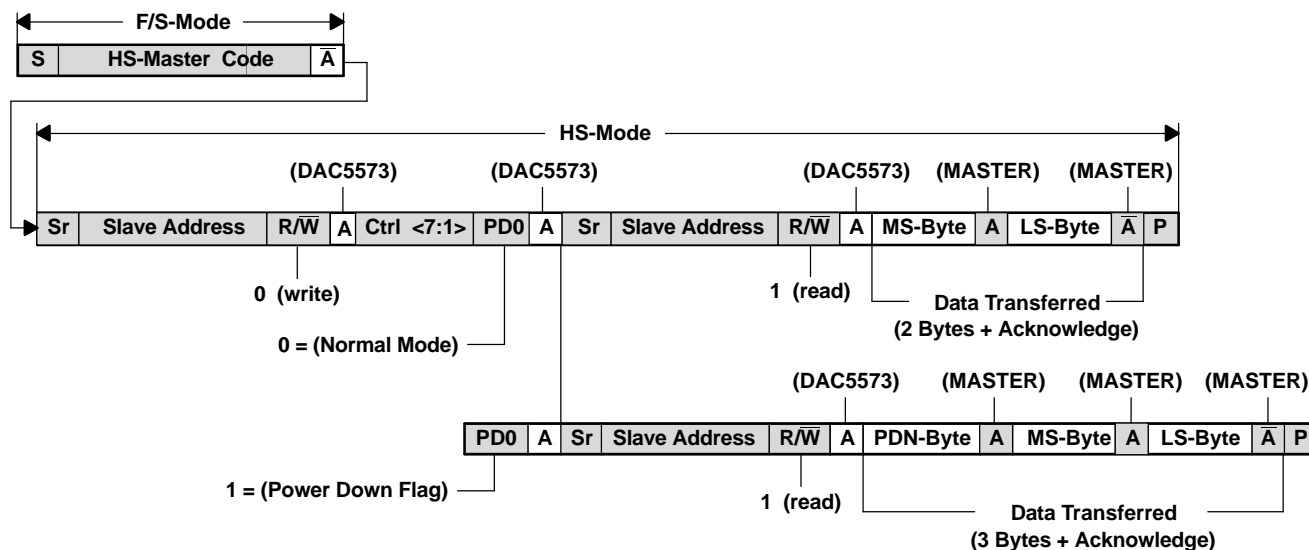 F/S-Mode
S HS-Master Code A̅
HS-Mode
(DAC5573) (DAC5573) (DAC5573) (MASTER) (MASTER)
Sr Slave Address R/W̅ A Ctrl <7:1> PD0 A Sr Slave Address R/W̅ A MS-Byte A LS-Byte A̅ P
0 (write) 1 (read) Data Transferred
(2 Bytes + Acknowledge)
0 = (Normal Mode)
(DAC5573) (MASTER) (MASTER) (MASTER)
PD0 A Sr Slave Address R/W̅ A PDN-Byte A MS-Byte A LS-Byte A̅ P
1 = (Power Down Flag) 1 (read) Data Transferred
(3 Bytes + Acknowledge)